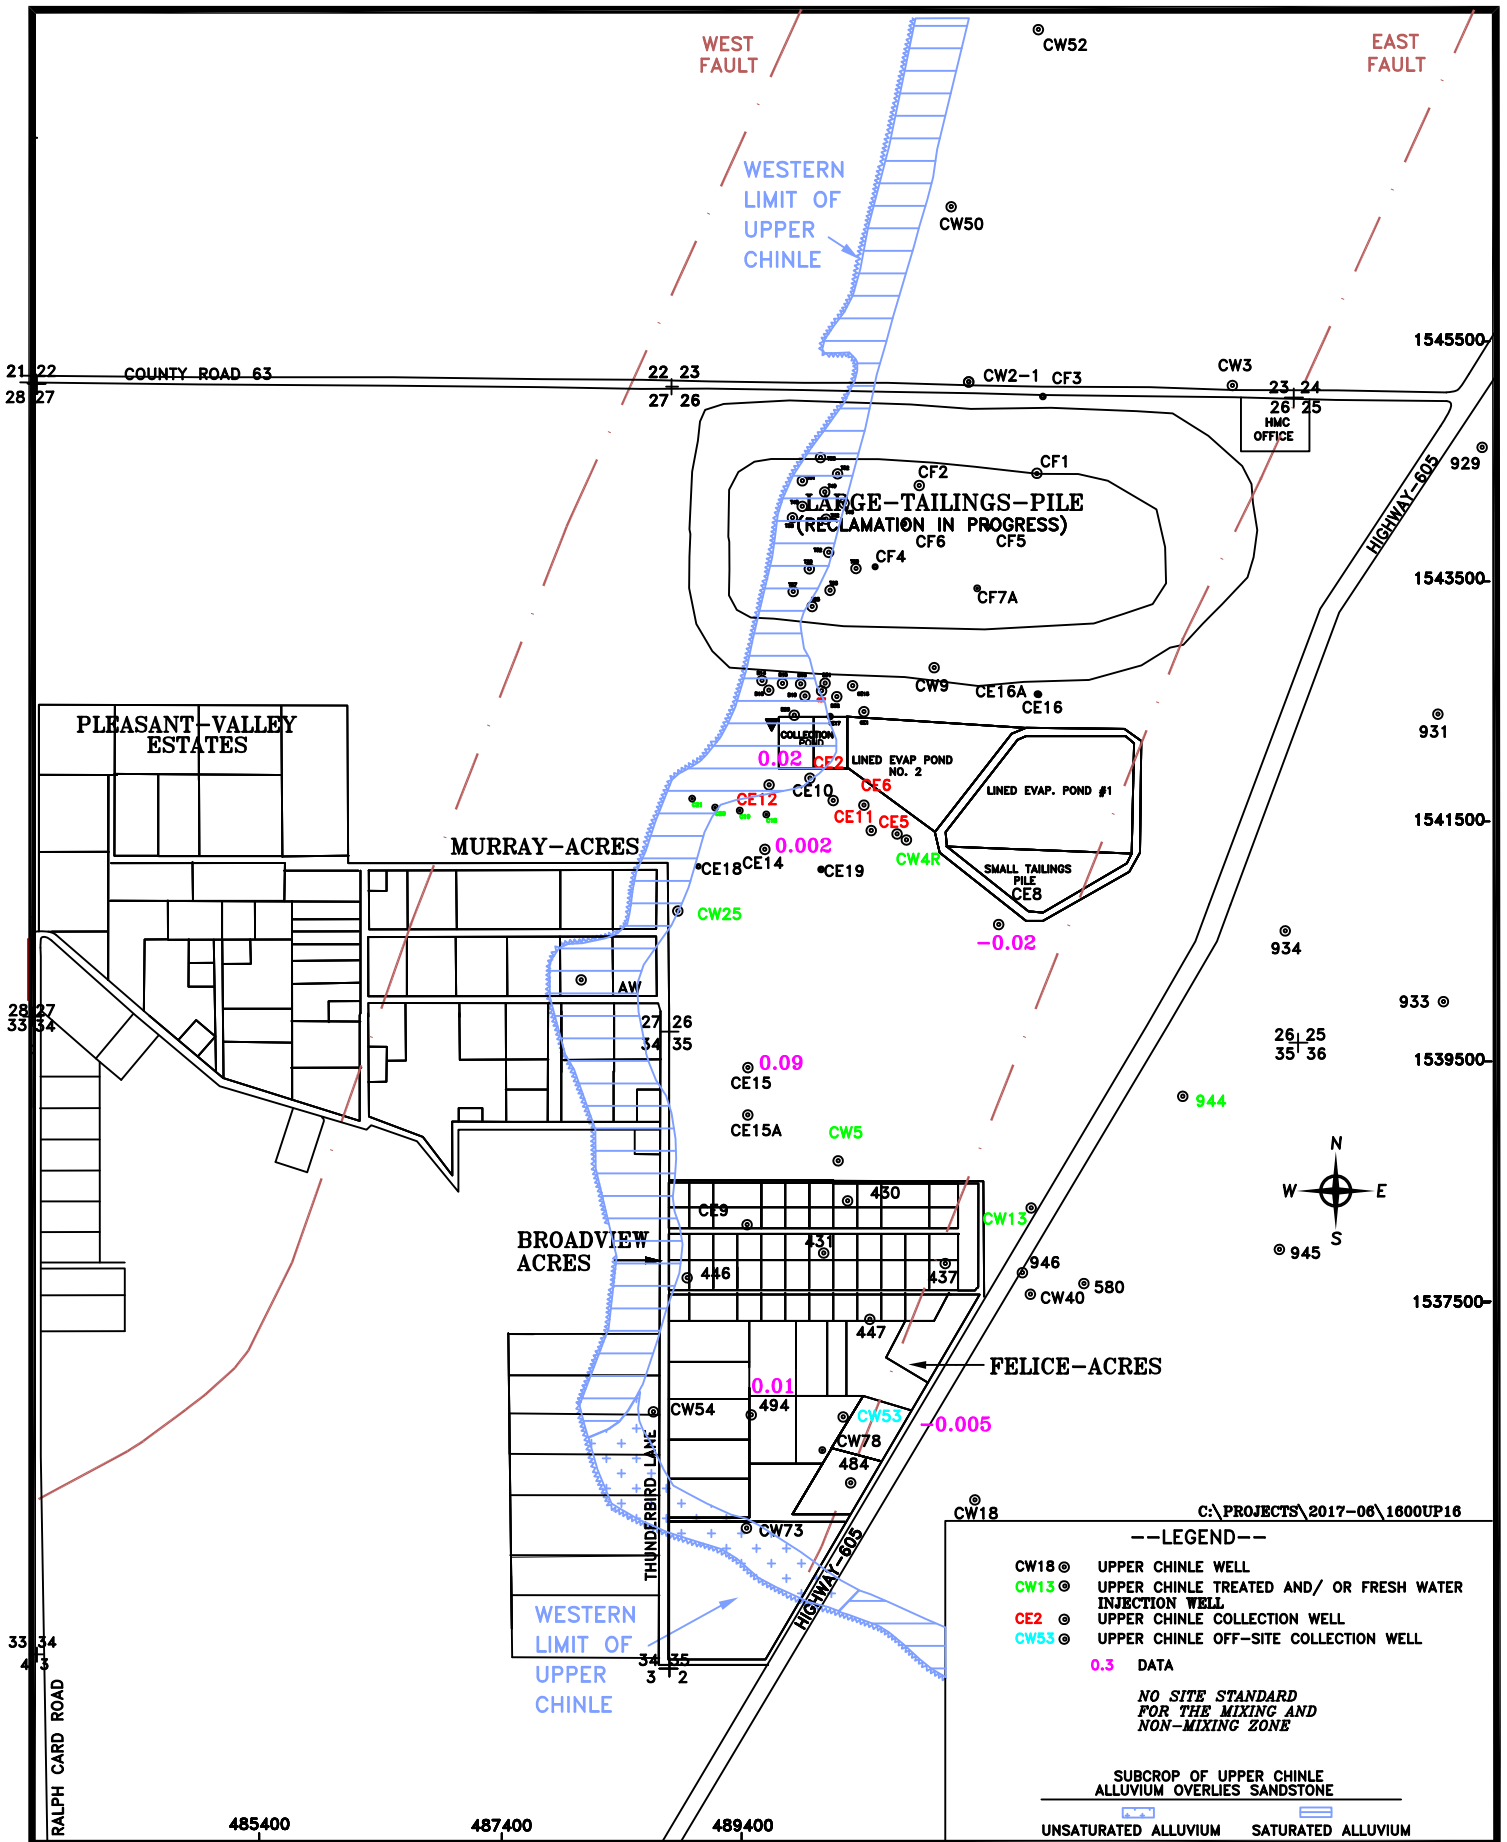 WEST
FAULT
EAST
FAULT
CW52
WESTERN
LIMIT OF
UPPER
CHINLE
CW50
1545500
21 22
28 27
COUNTY ROAD 63
22 23
27 26
CW2-1
CF3
CW3
23 24
26 25
HMC
OFFICE
929
HIGHWAY-605
CF2
CF1
LARGE-TAILINGS-PILE
(RECLAMATION IN PROGRESS)
CF6
CF5
CF4
CF7A
1543500
CW9
CE16A
CE16
931
PLEASANT-VALLEY
ESTATES
COLLECTION
POND
0.02
CE2
LINED EVAP POND
NO. 2
LINED EVAP. POND #1
CE10
CE6
CE12
CE11
CE5
1541500
MURRAY-ACRES
0.002
CE14
CE18
CE19
CW4R
SMALL TAILINGS
PILE
CE8
CW25
-0.02
934
AW
933
28 27
33 34
27 26
34 35
26 25
35 36
0.09
CE15
1539500
944
CE15A
CW5
N
W
E
S
430
CE9
CW13
BROADVIEW
ACRES
431
945
446
437
946
580
CW40
1537500
447
FELICE-ACRES
0.01
CW54
494
CW53
-0.005
CW78
484
THUNDERBIRD LANE
CW18
CW73
HIGHWAY-605
C:\PROJECTS\2017-06\1600UP16
--LEGEND--
CW18 UPPER CHINLE WELL
CW13 UPPER CHINLE TREATED AND/ OR FRESH WATER
INJECTION WELL
CE2 UPPER CHINLE COLLECTION WELL
CW53 UPPER CHINLE OFF-SITE COLLECTION WELL
0.3 DATA
NO SITE STANDARD
FOR THE MIXING AND
NON-MIXING ZONE
SUBCROP OF UPPER CHINLE
ALLUVIUM OVERLIES SANDSTONE
UNSATURATED ALLUVIUM SATURATED ALLUVIUM
WESTERN
LIMIT OF
UPPER
CHINLE
33 34
4 3
34 35
3 2
RALPH CARD ROAD
485400
487400
489400